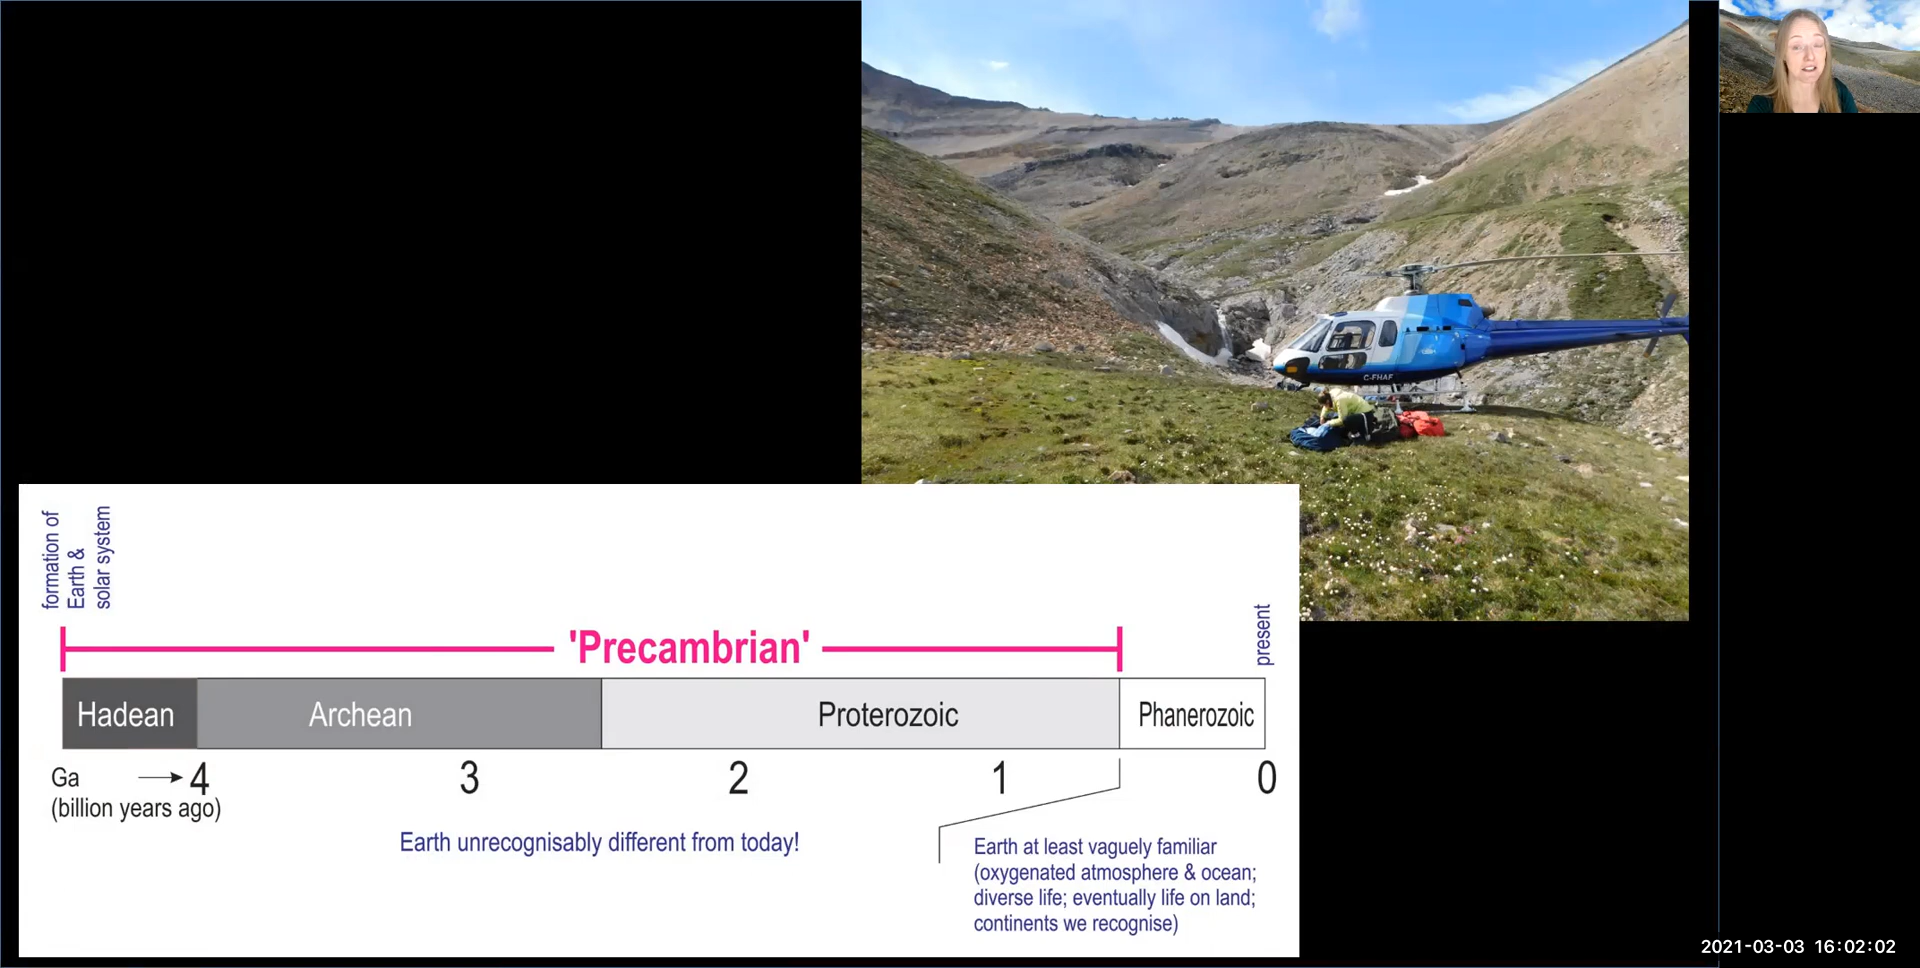 C-FHAF
formation of
Earth &
solar system
present
'Precambrian'
Hadean
Archean
Proterozoic
Phanerozoic
Ga
4
3
2
1
0
(billion years ago)
Earth unrecognisably different from today!
Earth at least vaguely familiar
(oxygenated atmosphere & ocean;
diverse life; eventually life on land;
continents we recognise)
2021-03-03 16:02:02